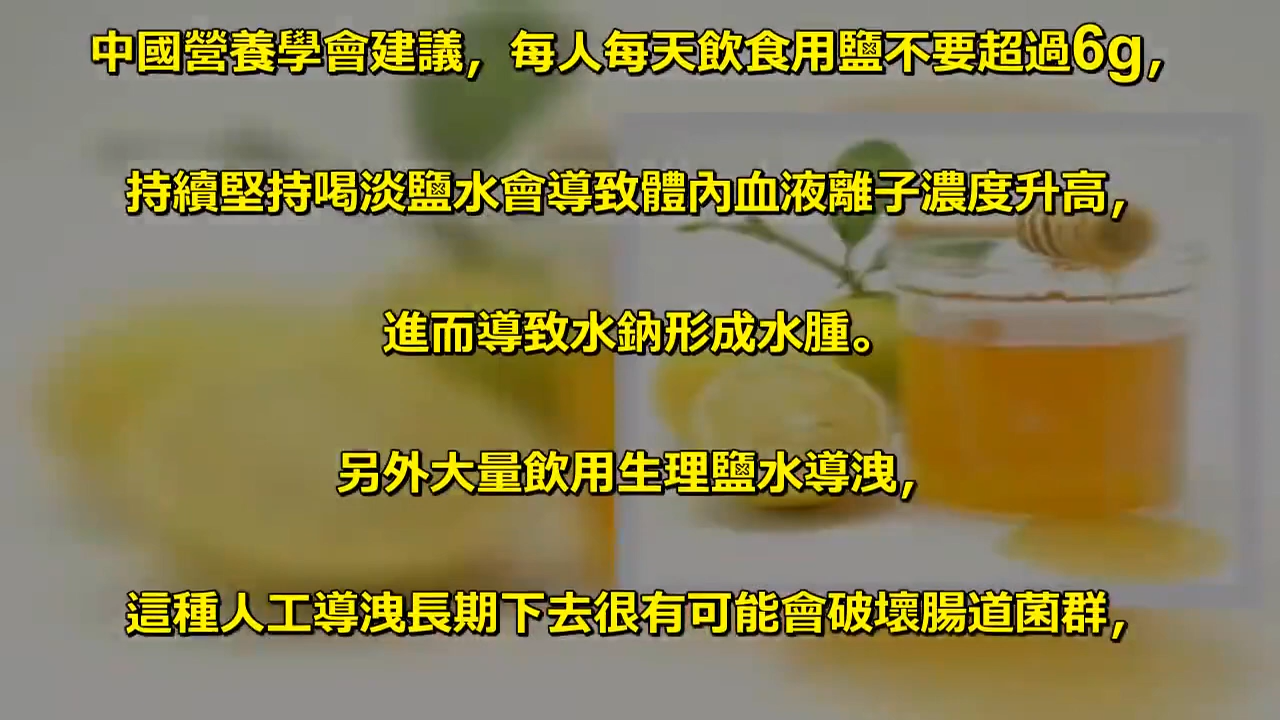 中國營養學會建議，每人每天飲食用鹽不要超過6g，
持續堅持喝淡鹽水會導致體內血液離子濃度升高，
進而導致水鈉形成水腫。
另外大量飲用生理鹽水導洩，
這種人工導洩長期下去很有可能會破壞腸道菌群，